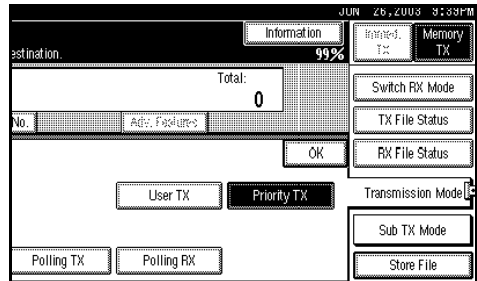 JUN 26,2003 9:39PM
Information
Immed. TX
Memory TX
estination.
99%
Total:
0
Switch RX Mode
No.
Adv. Features
TX File Status
OK
RX File Status
User TX
Priority TX
Transmission Mode
Sub TX Mode
Polling TX
Polling RX
Store File